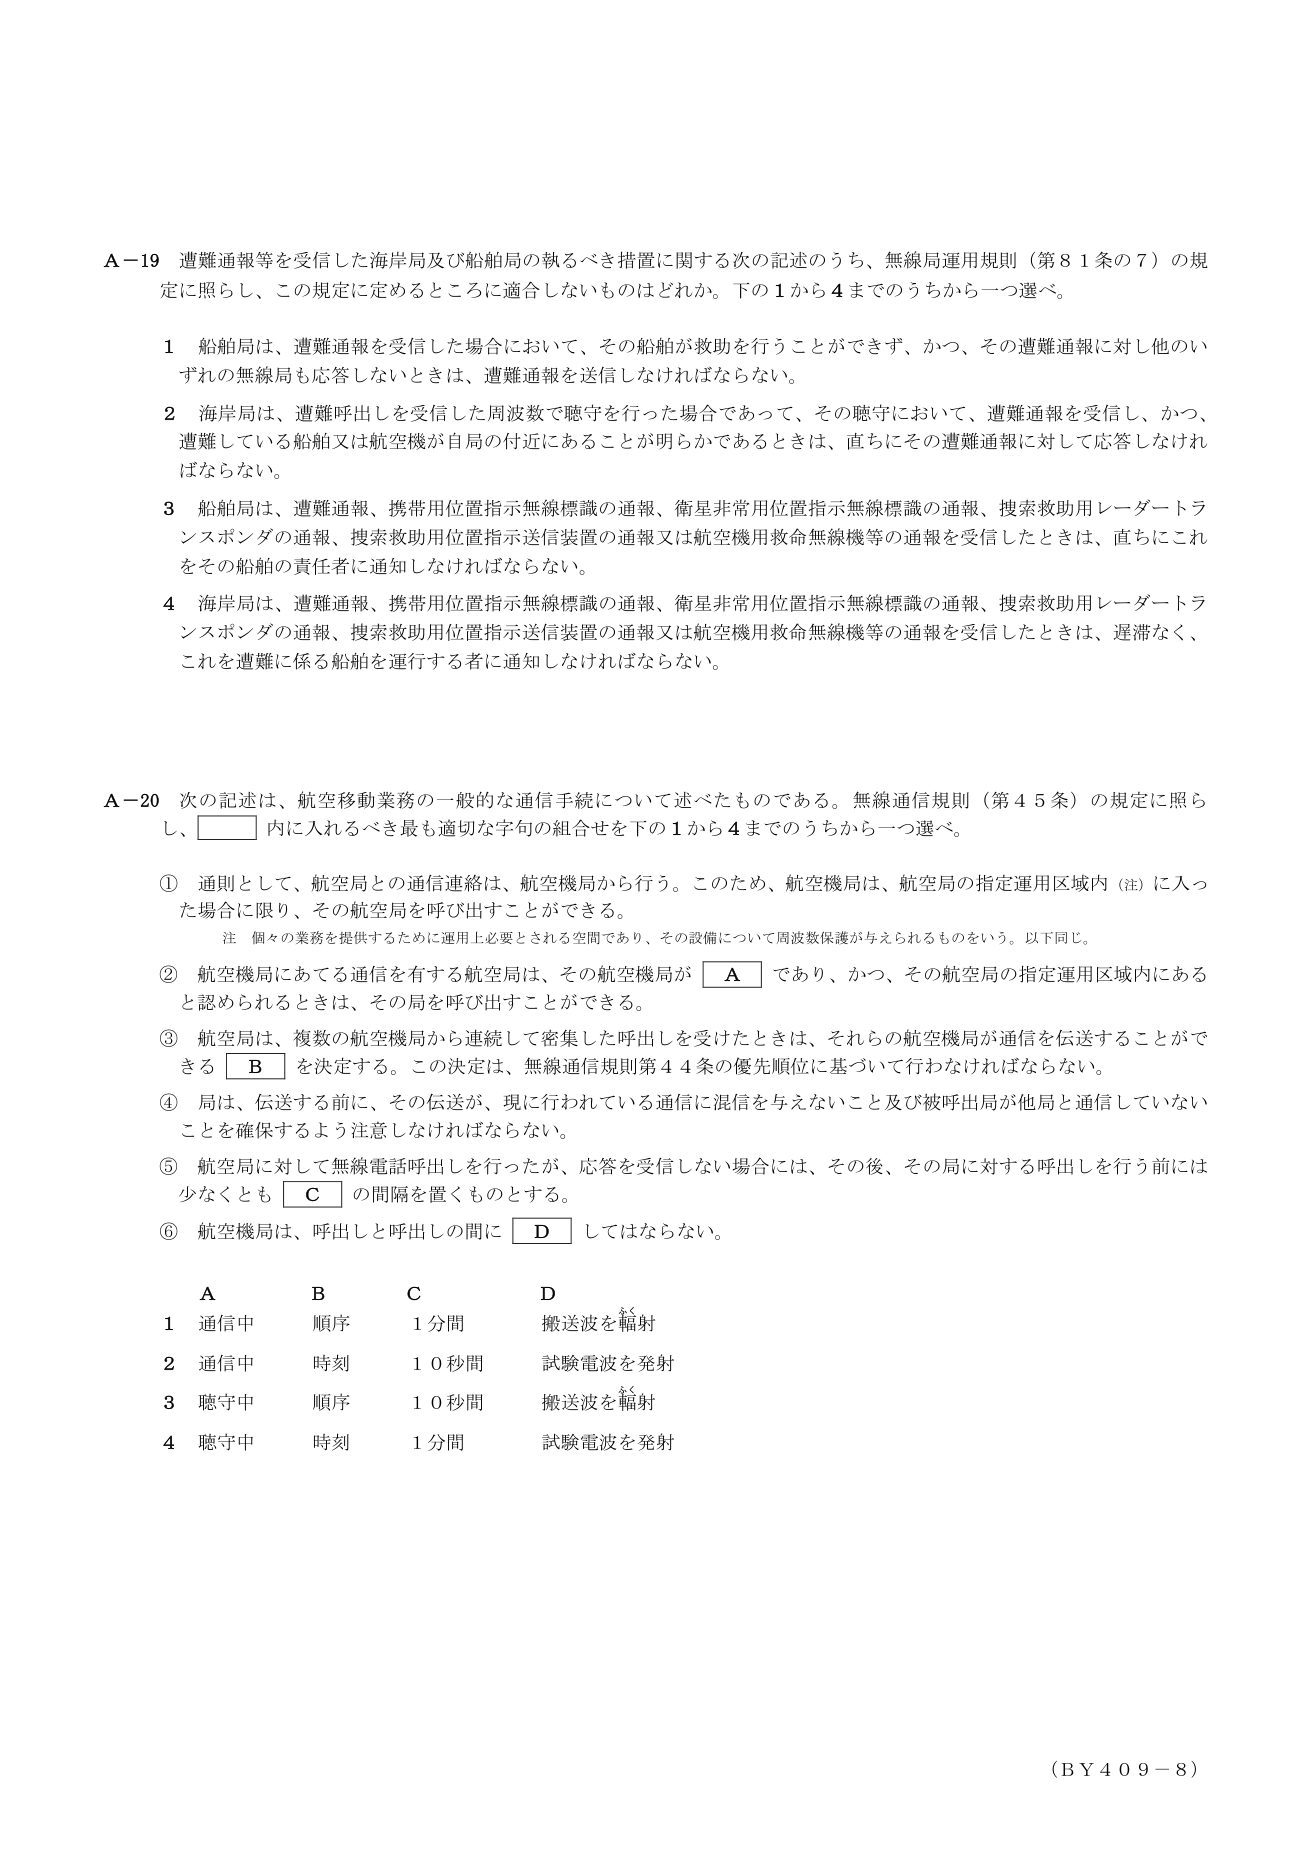 A－19　遭難通報等を受信した海岸局及び船舶局の執るべき措置に関する次の記述のうち、無線局運用規則（第８１条の７）の規
定に照らし、この規定に定めるところに適合しないものはどれか。下の1から4までのうちから一つ選べ。
1　船舶局は、遭難通報を受信した場合において、その船舶が救助を行うことができず、かつ、その遭難通報に対し他のい
ずれの無線局も応答しないときは、遭難通報を送信しなければならない。
2　海岸局は、遭難呼出しを受信した周波数で聴守を行った場合であって、その聴守において、遭難通報を受信し、かつ、
遭難している船舶又は航空機が自局の付近にあることが明らかであるときは、直ちにその遭難通報に対して応答しなけれ
ばならない。
3　船舶局は、遭難通報、携帯用位置指示無線標識の通報、衛星非常用位置指示無線標識の通報、捜索救助用レーダートラ
ンスポンダの通報、捜索救助用位置指示送信装置の通報又は航空機用救命無線機等の通報を受信したときは、直ちにこれ
をその船舶の責任者に通知しなければならない。
4　海岸局は、遭難通報、携帯用位置指示無線標識の通報、衛星非常用位置指示無線標識の通報、捜索救助用レーダートラ
ンスポンダの通報、捜索救助用位置指示送信装置の通報又は航空機用救命無線機等の通報を受信したときは、遅滞なく、
これを遭難に係る船舶を運行する者に通知しなければならない。
A－20　次の記述は、航空移動業務の一般的な通信手続について述べたものである。無線通信規則（第４５条）の規定に照ら
し、　　内に入れるべき最も適切な字句の組合せを下の1から4までのうちから一つ選べ。
①　通則として、航空局との通信連絡は、航空機局から行う。このため、航空機局は、航空局の指定運用区域内（注）に入っ
た場合に限り、その航空局を呼び出すことができる。
注　個々の業務を提供するために運用上必要とされる空間であり、その設備について周波数保護が与えられるものをいう。以下同じ。
②　航空機局にあてる通信を有する航空局は、その航空機局が A であり、かつ、その航空局の指定運用区域内にある
と認められるときは、その局を呼び出すことができる。
③　航空局は、複数の航空機局から連続して密集した呼出しを受けたときは、それらの航空機局が通信を伝送することがで
きる B を決定する。この決定は、無線通信規則第４４条の優先順位に基づいて行わなければならない。
④　局は、伝送する前に、その伝送が、現に行われている通信に混信を与えないこと及び被呼出局が他局と通信していない
ことを確保するよう注意しなければならない。
⑤　航空局に対して無線電話呼出しを行ったが、応答を受信しない場合には、その後、その局に対する呼出しを行う前には
少なくとも C の間隔を置くものとする。
⑥　航空機局は、呼出しと呼出しの間に D してはならない。
A　B　C　D
1　通信中　順序　１分間　搬送波を輻(ふく)射
2　通信中　時刻　１０秒間　試験電波を発射
3　聴守中　順序　１０秒間　搬送波を輻(ふく)射
4　聴守中　時刻　１分間　試験電波を発射
（ＢＹ４０９－８）